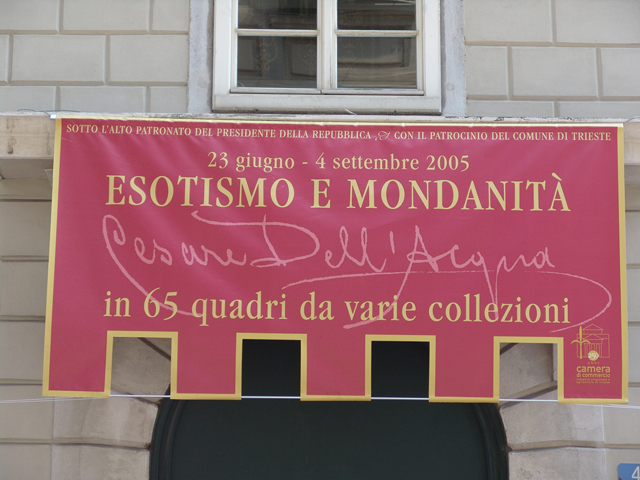 SOTTO L'ALTO PATRONATO DEL PRESIDENTE DELLA REPUBBLICA CON IL PATROCINIO DEL COMUNE DI TRIESTE
23 giugno - 4 settembre 2005
ESOTISMO E MONDANITÀ
Cesare Dell'Acqua
in 65 quadri da varie collezioni
camera
di commercio
4